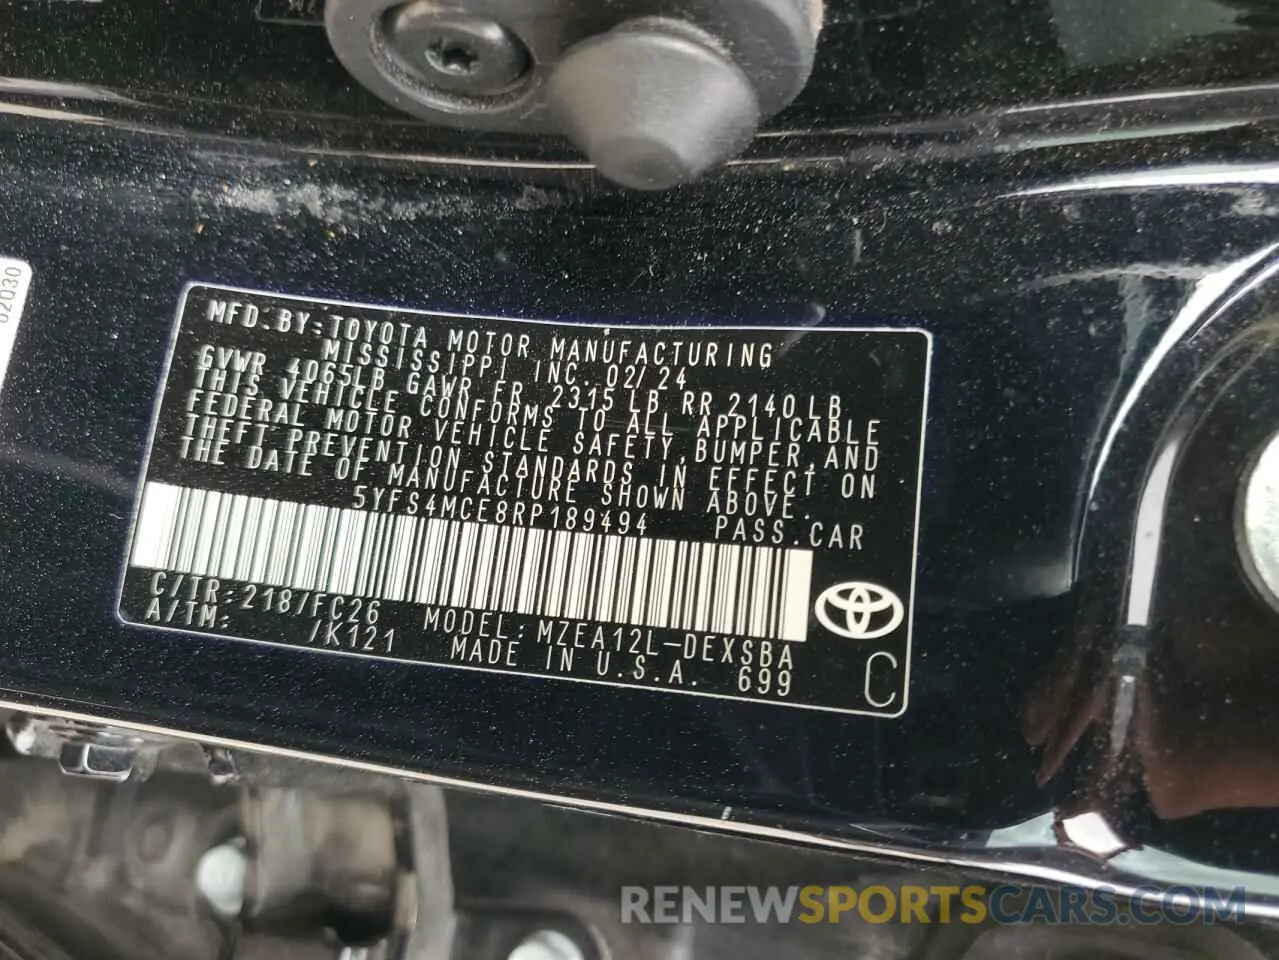 02030
MFD. BY: TOYOTA MOTOR MANUFACTURING
MISSISSIPPI INC. 02/24
GVWR 4065LB GAWR FR 2315LB RR 2140LB
THIS VEHICLE CONFORMS TO ALL APPLICABLE
FEDERAL MOTOR VEHICLE SAFETY, BUMPER, AND
THEFT PREVENTION STANDARDS IN EFFECT ON
THE DATE OF MANUFACTURE SHOWN ABOVE.
5YFS4MCE8RP189494 PASS. CAR
C/TR: 218/FC26 MODEL: MZEA12L-DEXSBA
A/TM: /K121 MADE IN U.S.A. 699
C
RENEWSPORTSCARS.COM